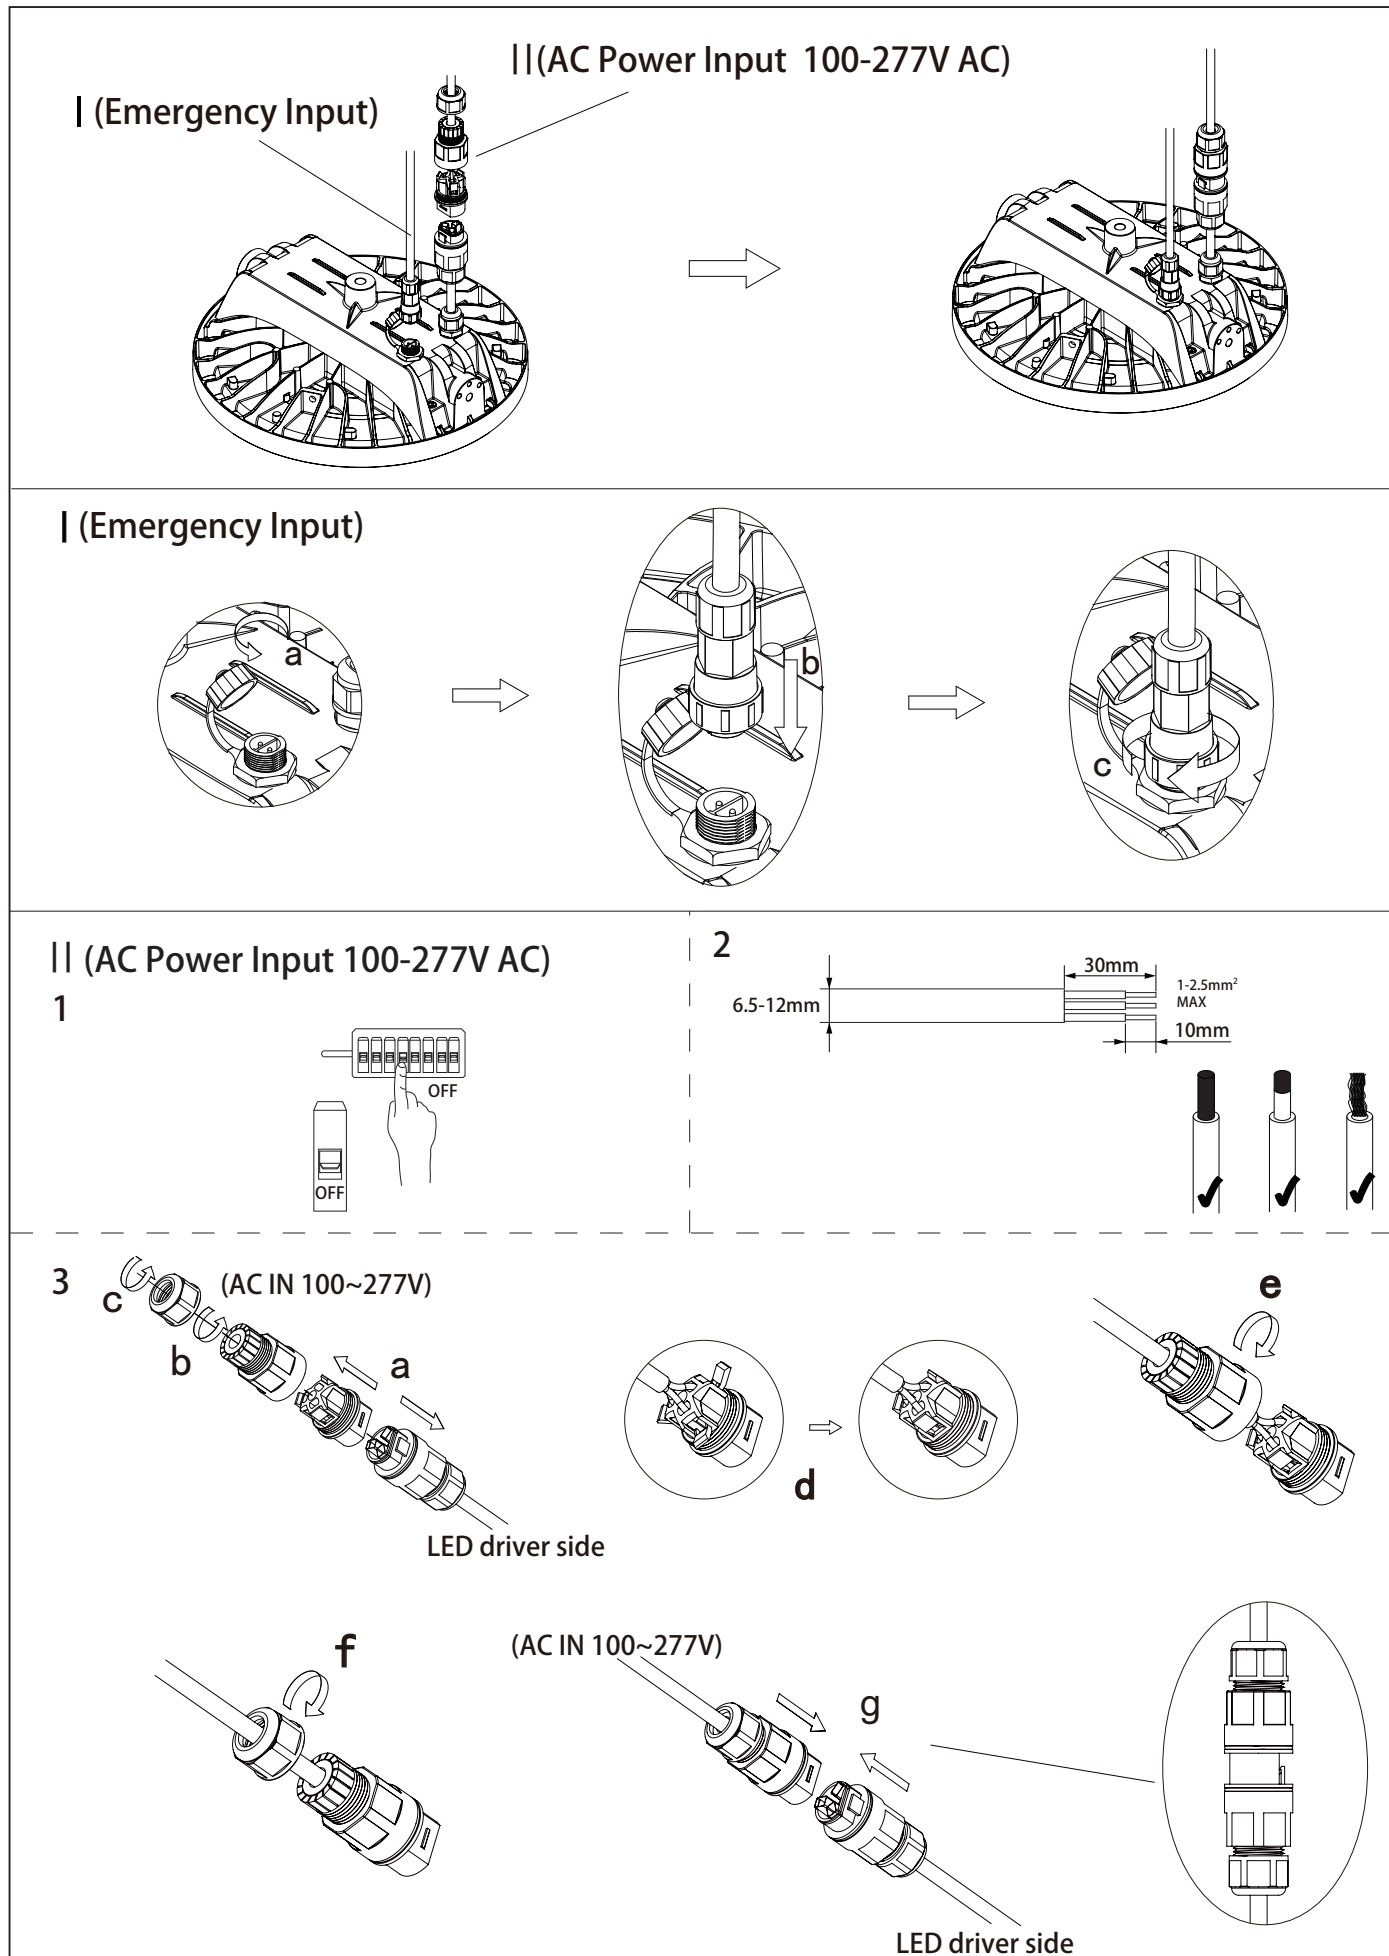 ||(AC Power Input 100-277V AC)
| (Emergency Input)
| (Emergency Input)
a
b
c
|| (AC Power Input 100-277V AC)
1
OFF
OFF
2
30mm
6.5-12mm
1-2.5mm²
MAX
10mm
3
(AC IN 100~277V)
c
b
a
LED driver side
d
e
f
(AC IN 100~277V)
g
LED driver side